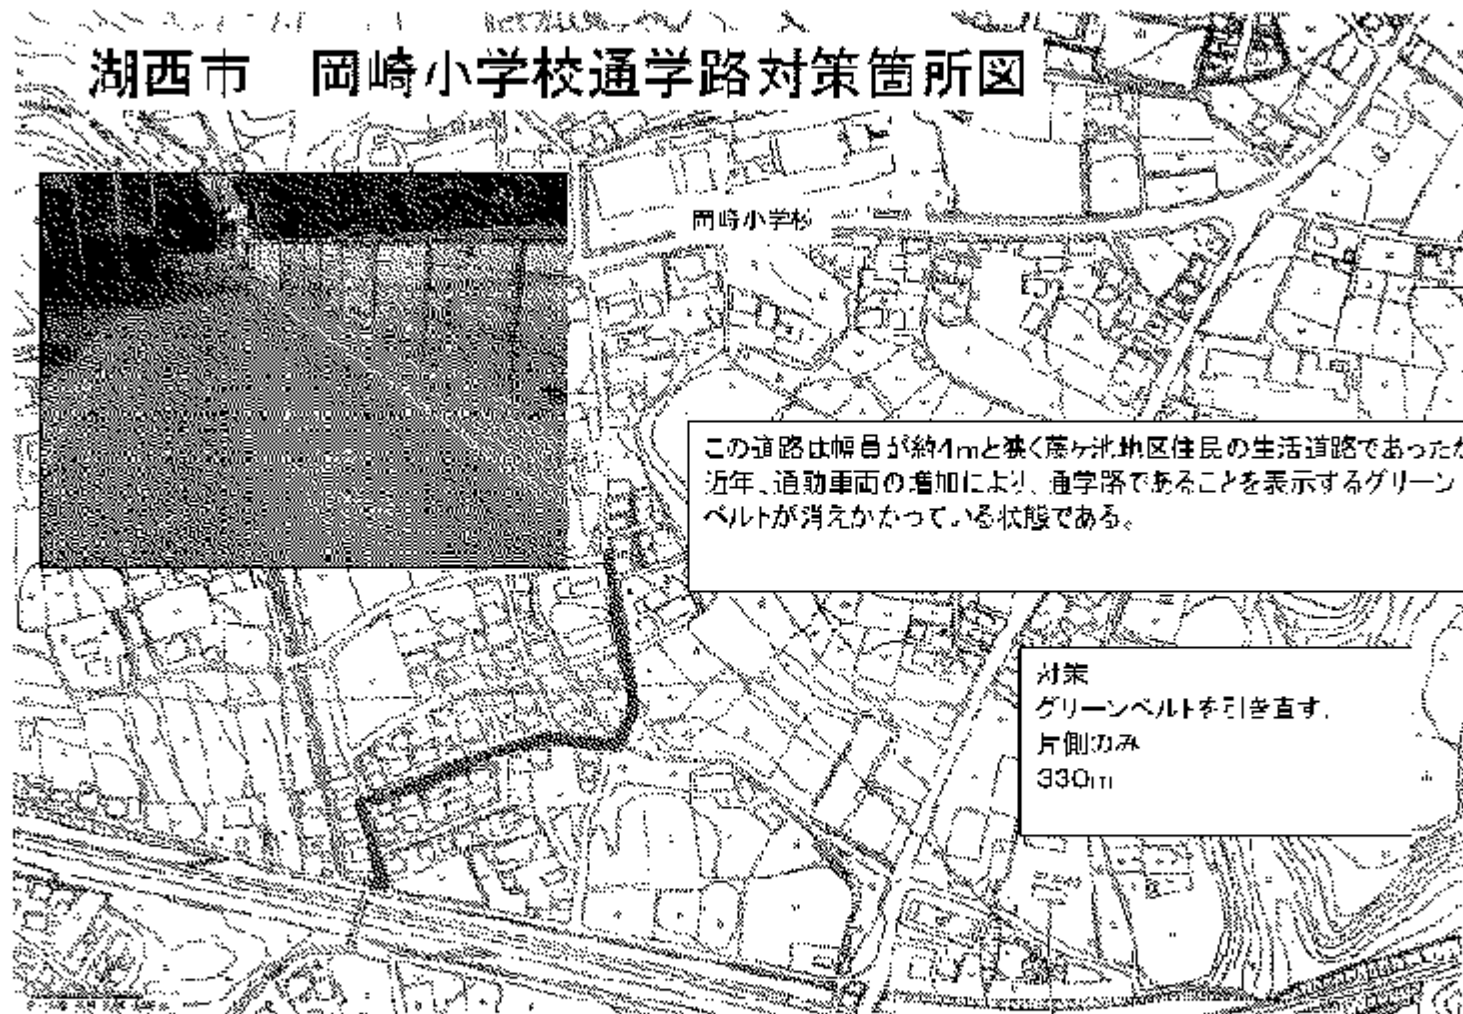 湖西市　岡崎小学校通学路対策箇所図
岡崎小学校
この道路は幅員が約4mと狭く藤ヶ池地区住民の生活道路であったが
近年、通勤車両の増加により、通学路であることを表示するグリーン
ベルトが消えかかっている状態である。
対策
グリーンベルトを引き直す。
片側のみ
330m